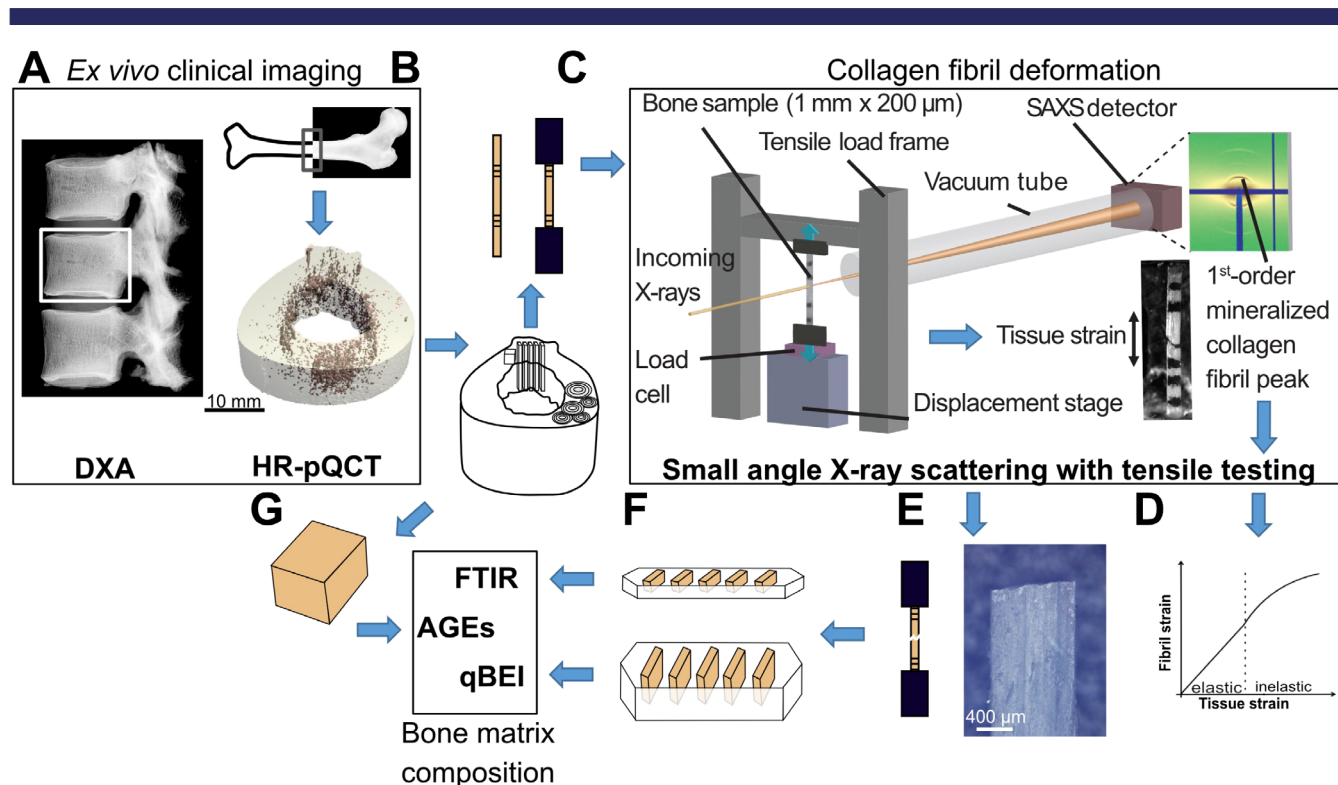 A
Ex vivo clinical imaging
B
DXA
10 mm
HR-pQCT
C
Collagen fibril deformation
Bone sample (1 mm x 200 µm)
Tensile load frame
Vacuum tube
SAXS detector
Incoming
X-rays
Load
cell
Displacement stage
Tissue strain
1st-order
mineralized
collagen
fibril peak
Small angle X-ray scattering with tensile testing
D
Fibril strain
elastic
inelastic
Tissue strain
E
400 µm
F
G
FTIR
AGEs
qBEI
Bone matrix
composition